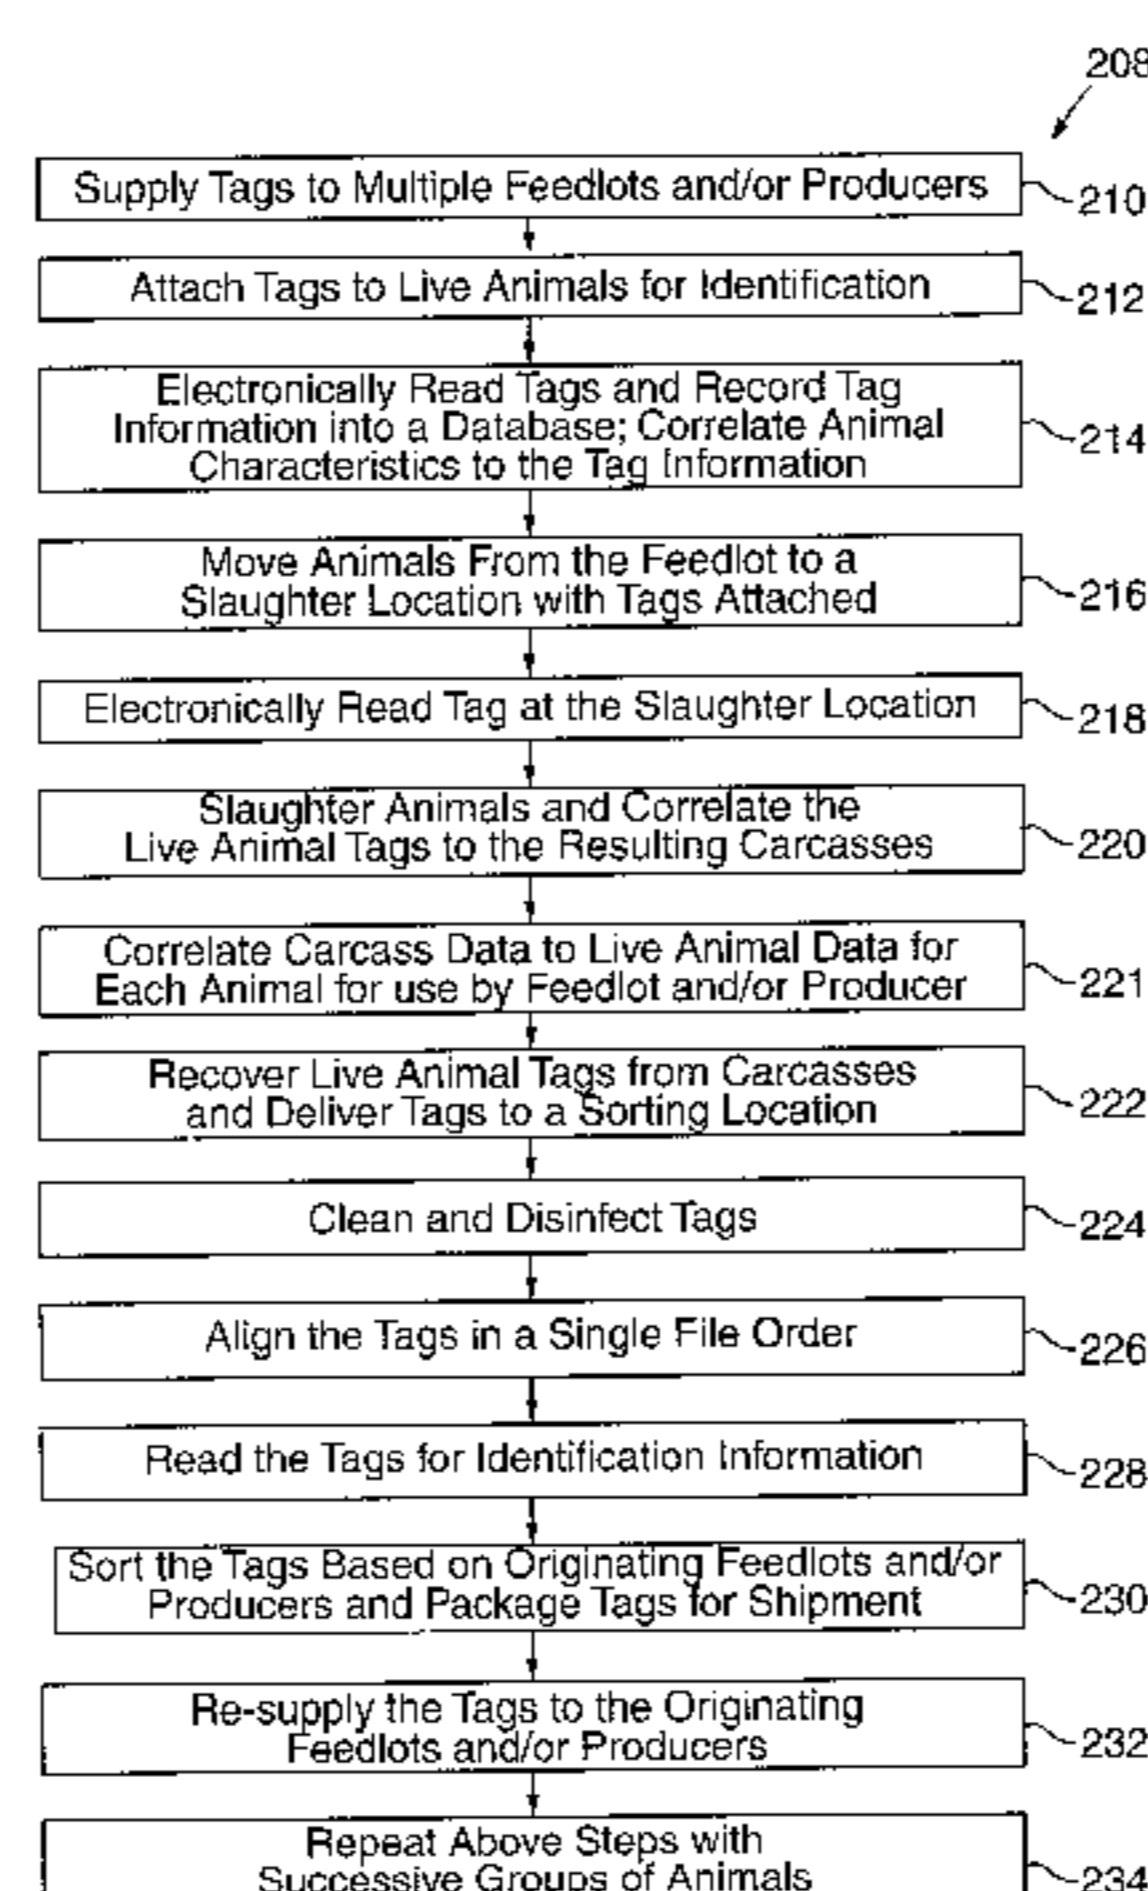 208
Supply Tags to Multiple Feedlots and/or Producers
210
Attach Tags to Live Animals for Identification
212
Electronically Read Tags and Record Tag
Information into a Database; Correlate Animal
Characteristics to the Tag Information
214
Move Animals From the Feedlot to a
Slaughter Location with Tags Attached
216
Electronically Read Tag at the Slaughter Location
218
Slaughter Animals and Correlate the
Live Animal Tags to the Resulting Carcasses
220
Correlate Carcass Data to Live Animal Data for
Each Animal for use by Feedlot and/or Producer
221
Recover Live Animal Tags from Carcasses
and Deliver Tags to a Sorting Location
222
Clean and Disinfect Tags
224
Align the Tags in a Single File Order
226
Read the Tags for Identification Information
228
Sort the Tags Based on Originating Feedlots and/or
Producers and Package Tags for Shipment
230
Re-supply the Tags to the Originating
Feedlots and/or Producers
232
Repeat Above Steps with
Successive Groups of Animals
234